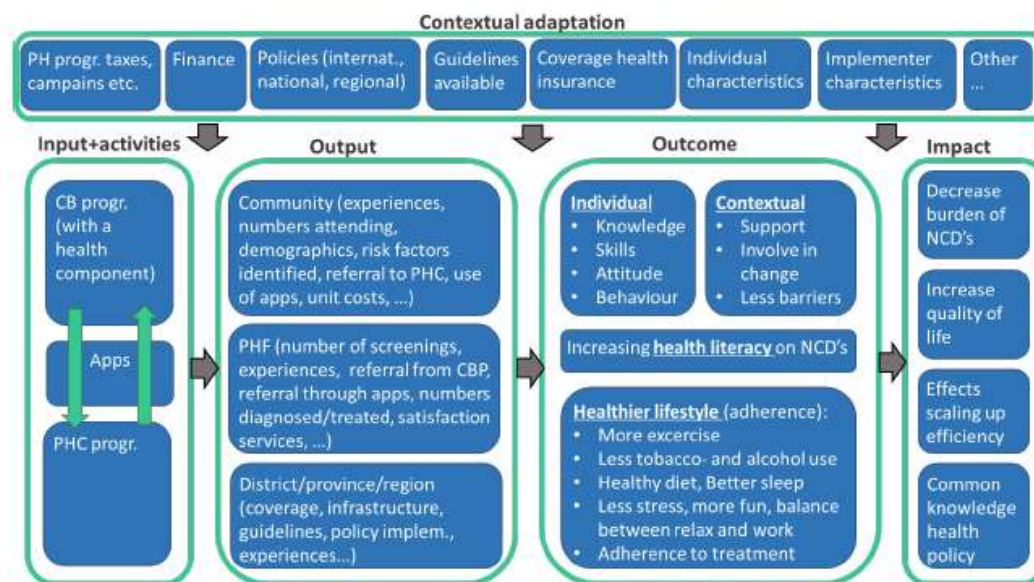 Contextual adaptation
PH progr. taxes,
campains etc.
Finance
Policies (internat.,
national, regional)
Guidelines
available
Coverage health
insurance
Individual
characteristics
Implementer
characteristics
Other
...
Input+activities
CB progr.
(with a
health
component)
Apps
PHC progr.
Output
Community (experiences,
numbers attending,
demographics, risk factors
identified, referral to PHC, use
of apps, unit costs, ...)
PHF (number of screenings,
experiences, referral from CBP,
referral through apps, numbers
diagnosed/treated, satisfaction
services, ...)
District/province/region
(coverage, infrastructure,
guidelines, policy implem.,
experiences...)
Outcome
Individual
• Knowledge
• Skills
• Attitude
• Behaviour
Contextual
• Support
• Involve in
change
• Less barriers
Increasing health literacy on NCD's
Healthier lifestyle (adherence):
• More excercise
• Less tobacco- and alcohol use
• Healthy diet, Better sleep
• Less stress, more fun, balance
between relax and work
• Adherence to treatment
Impact
Decrease
burden of
NCD's
Increase
quality of
life
Effects
scaling up
efficiency
Common
knowledge
health
policy